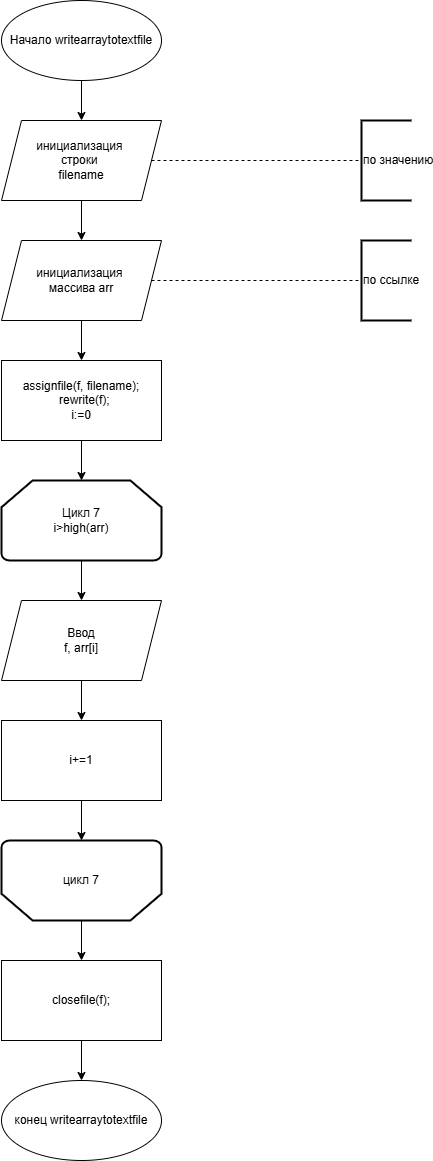 Начало writearraytotextfile
инициализация
строки
filename
по значению
инициализация
массива arr
по ссылке
assignfile(f, filename);
rewrite(f);
i:=0
Цикл 7
i>high(arr)
Ввод
f, arr[i]
i+=1
цикл 7
closefile(f);
конец writearraytotextfile